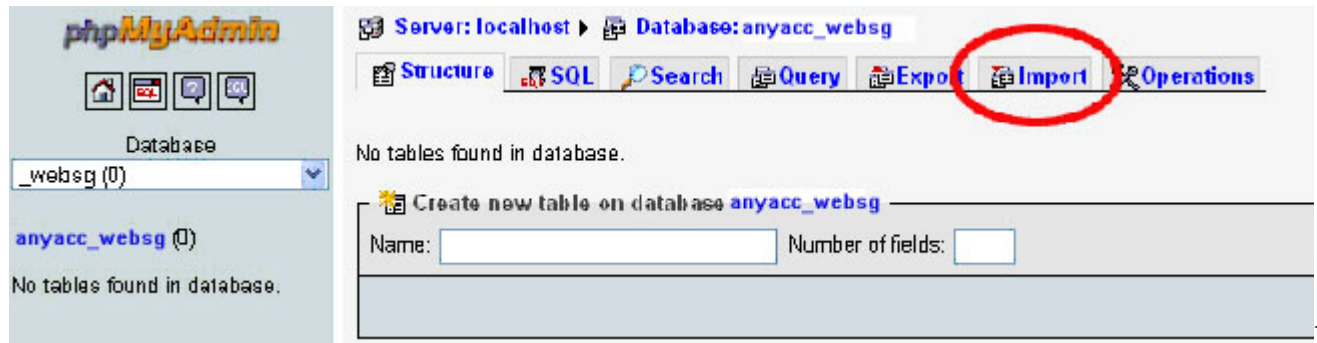 phpMyAdmin
Database
_websg (0)
anyacc_websg (0)
No tables found in database.
Server: localhost Database: anyacc_websg
Structure SQL Search Query Export Import Operations
No tables found in database.
Create new table on database anyacc_websg
Name: Number of fields: